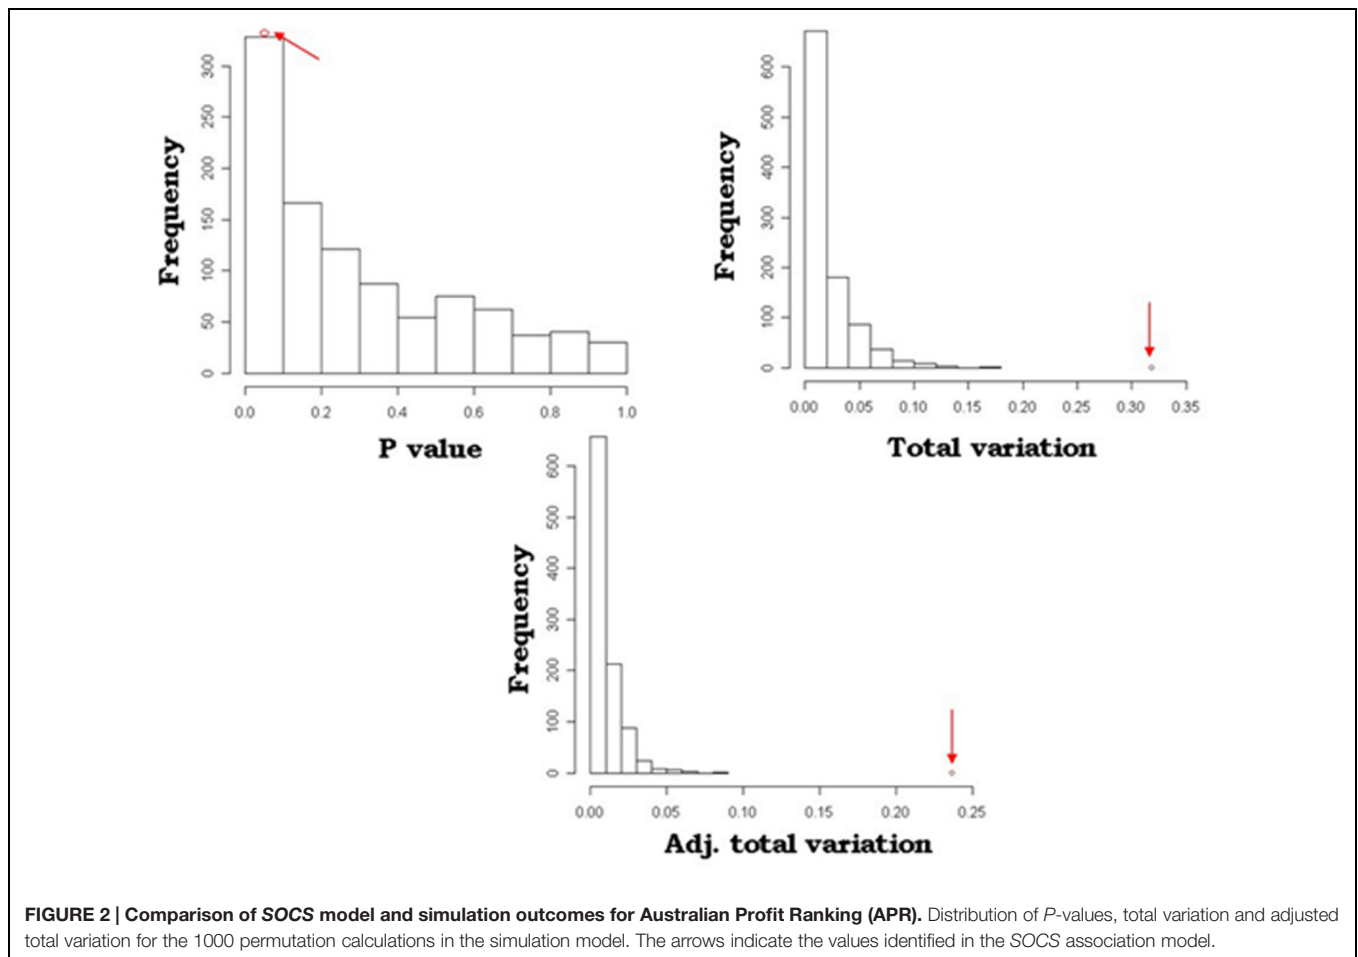 Frequency
300
250
200
150
100
50
0
0.0 0.2 0.4 0.6 0.8 1.0
P value
Frequency
600
500
400
300
200
100
0
0.00 0.05 0.10 0.15 0.20 0.25 0.30 0.35
Total variation
Frequency
600
500
400
300
200
100
0
0.00 0.05 0.10 0.15 0.20 0.25
Adj. total variation
FIGURE 2 | Comparison of SOCS model and simulation outcomes for Australian Profit Ranking (APR). Distribution of P-values, total variation and adjusted
total variation for the 1000 permutation calculations in the simulation model. The arrows indicate the values identified in the SOCS association model.